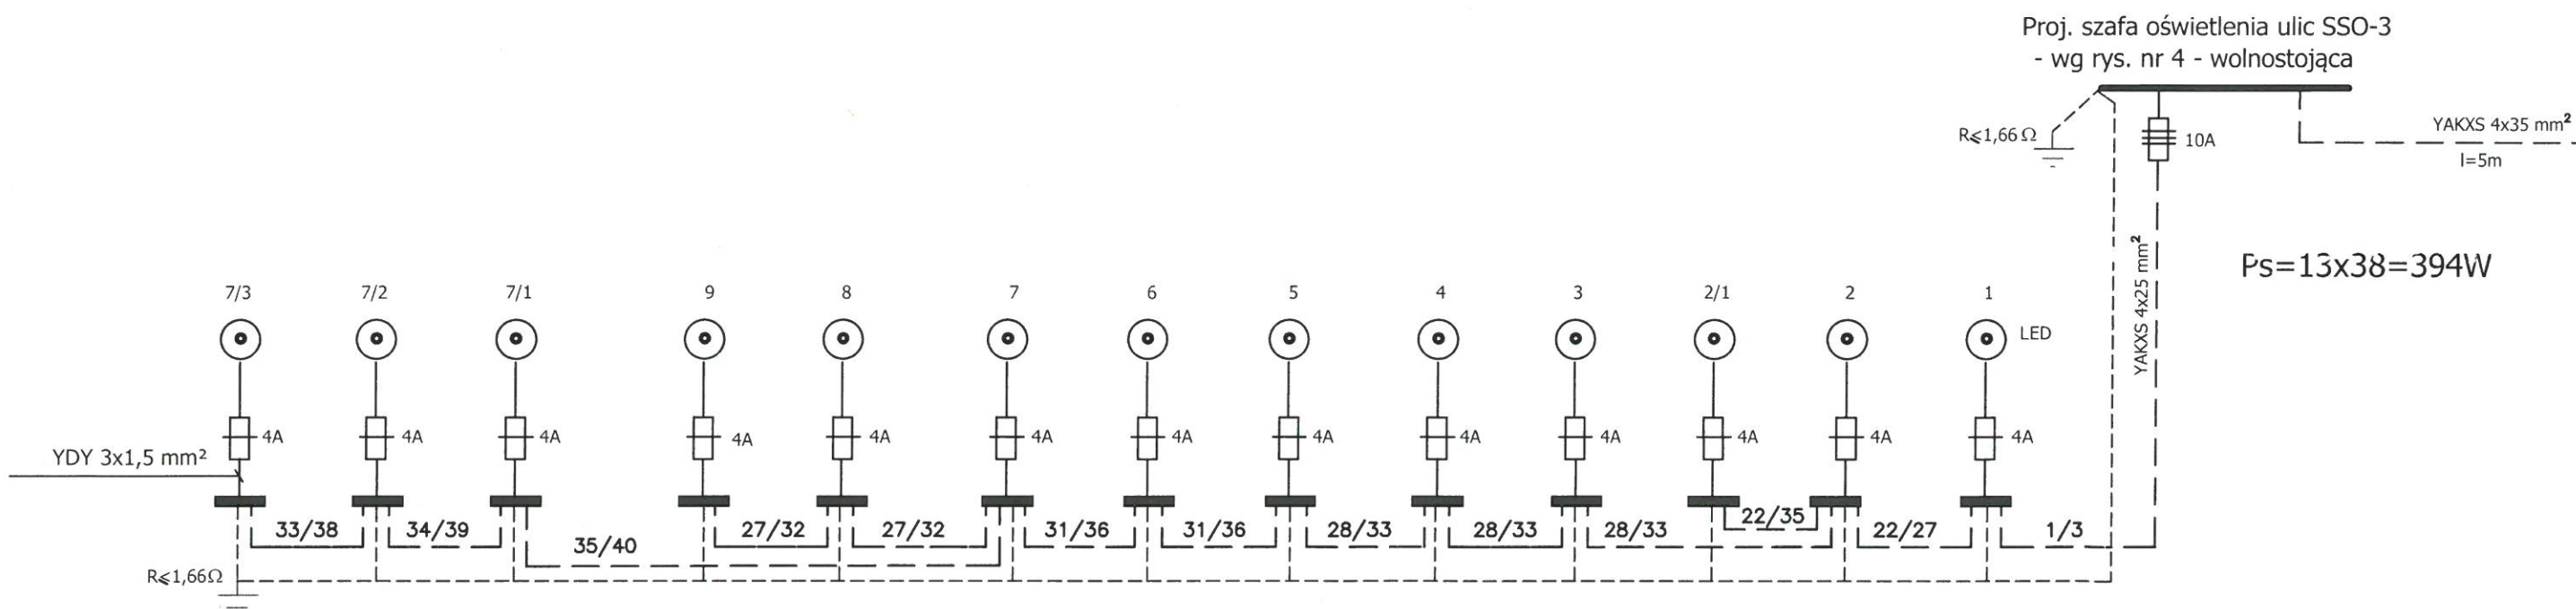 Proj. szafa oświetlenia ulic SSO-3
- wg rys. nr 4 - wolnostojąca
R⩽1,66 Ω
10A
YAKXS 4x35 mm²
l=5m
YAKXS 4x25 mm²
Ps=13x38=394W
7/3 7/2 7/1 9 8 7 6 5 4 3 2/1 2 1
LED
4A 4A 4A 4A 4A 4A 4A 4A 4A 4A 4A 4A 4A
YDY 3x1,5 mm²
33/38 34/39 35/40 27/32 27/32 31/36 31/36 28/33 28/33 28/33 22/35 22/27 1/3
R⩽1,66Ω